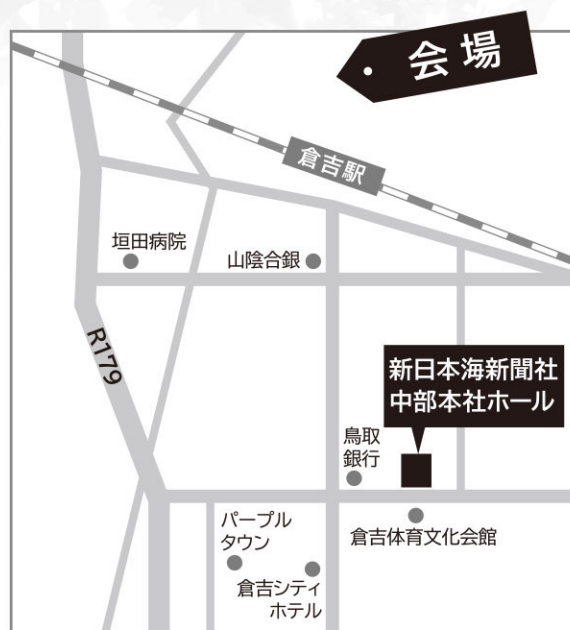 会場
倉吉駅
垣田病院
山陰合銀
R179
新日本海新聞社
中部本社ホール
鳥取
銀行
倉吉体育文化会館
パープル
タウン
倉吉シティ
ホテル